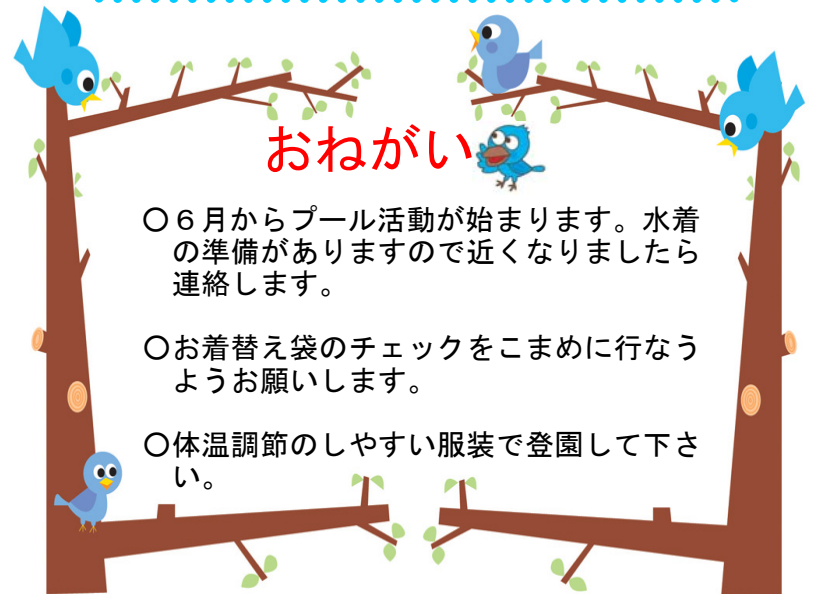 おねがい
〇６月からプール活動が始まります。水着
の準備がありますので近くなりましたら
連絡します。
〇お着替え袋のチェックをこまめに行なう
ようお願いします。
〇体温調節のしやすい服装で登園して下さ
い。